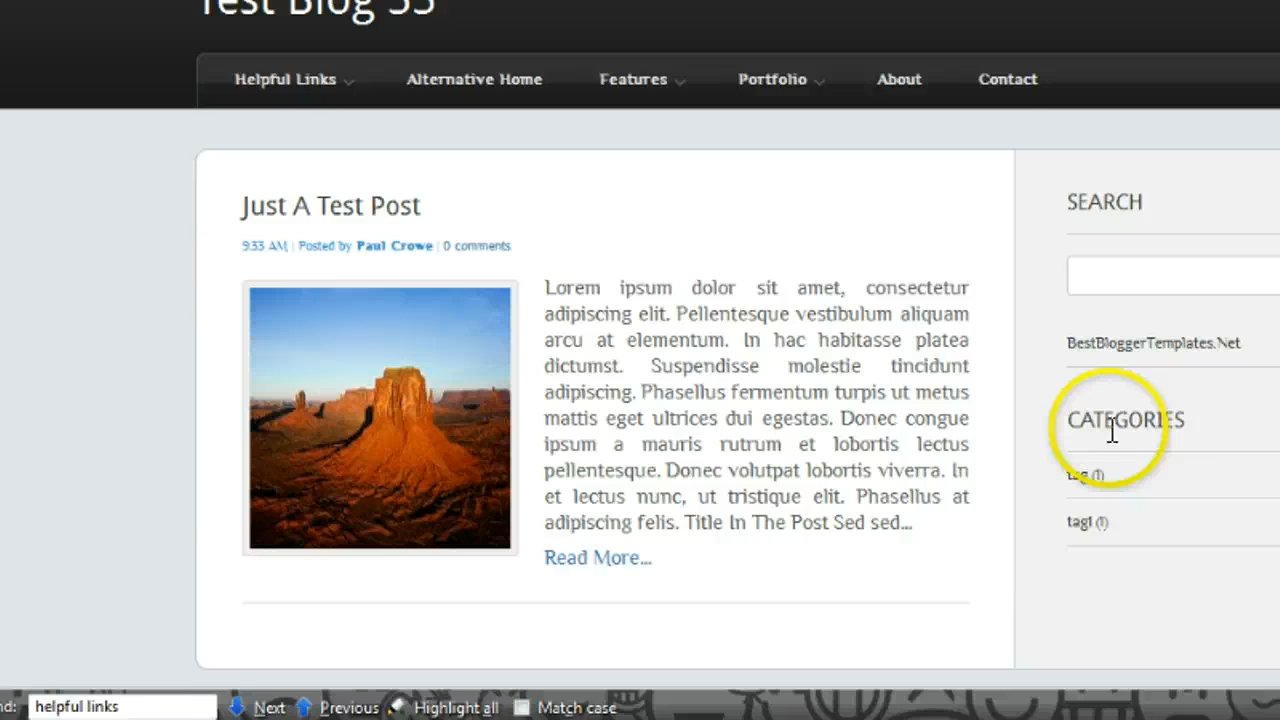 Test Blog 33
Helpful Links
Alternative Home
Features
Portfolio
About
Contact
Just A Test Post
9:33 AM | Posted by Paul Crowe | 0 comments
Lorem ipsum dolor sit amet, consectetur
adipiscing elit. Pellentesque vestibulum aliquam
arcu at elementum. In hac habitasse platea
dictumst. Suspendisse molestie tincidunt
adipiscing. Phasellus fermentum turpis ut metus
mattis eget ultrices dui egestas. Donec congue
ipsum a mauris rutrum et lobortis lectus
pellentesque. Donec volutpat lobortis viverra. In
et lectus nunc, ut tristique elit. Phasellus at
adipiscing felis. Title In The Post Sed sed...
Read More...
SEARCH
BestBloggerTemplates.Net
CATEGORIES
tag (1)
tag1 (1)
helpful links
Next
Previous
Highlight all
Match case